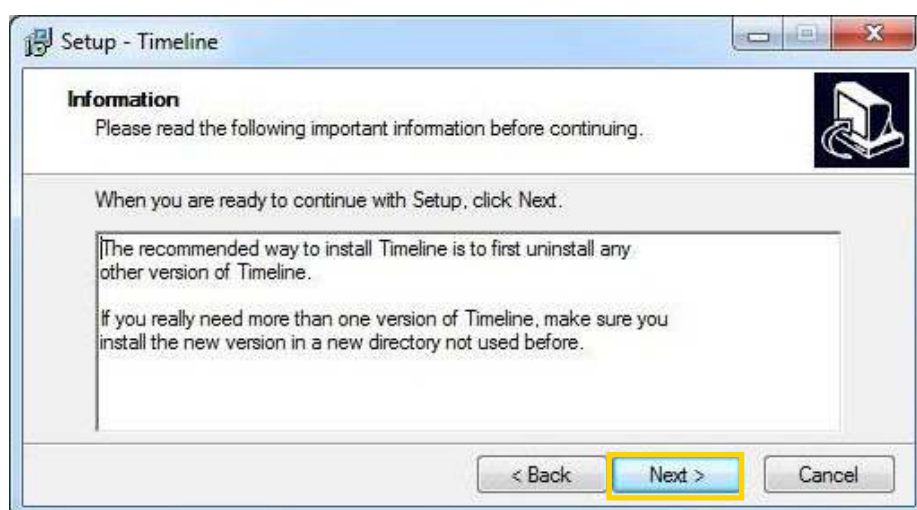 Setup - Timeline
Information
Please read the following important information before continuing.
When you are ready to continue with Setup, click Next.
The recommended way to install Timeline is to first uninstall any
other version of Timeline.
If you really need more than one version of Timeline, make sure you
install the new version in a new directory not used before.
< Back Next > Cancel